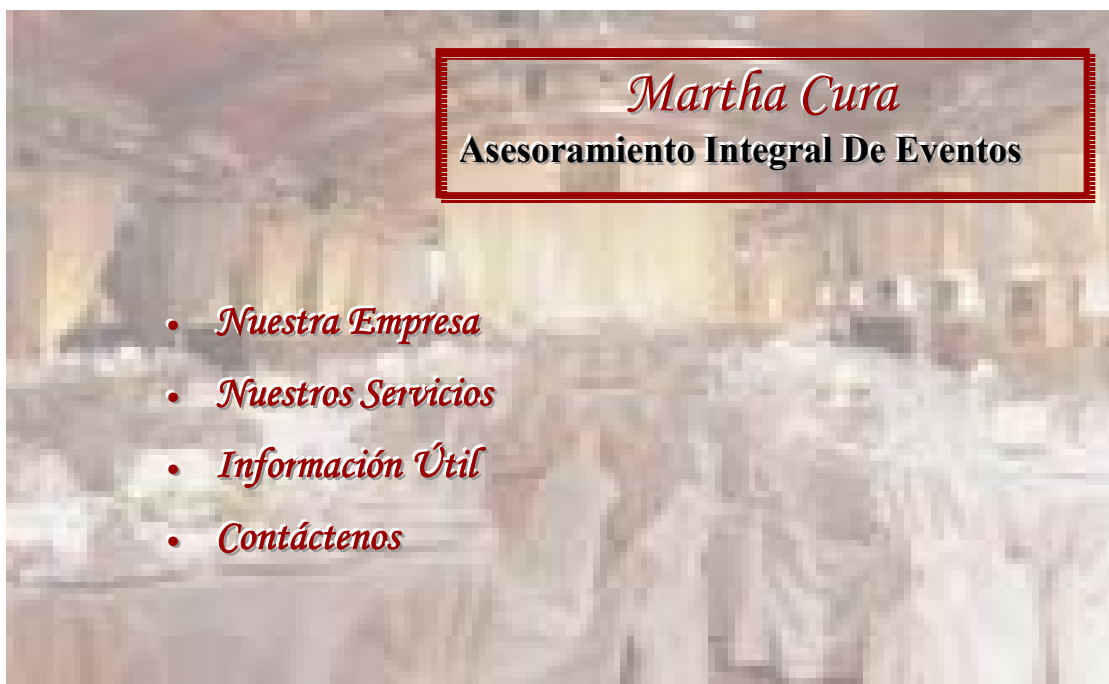 Martha Cura
Asesoramiento Integral De Eventos
• Nuestra Empresa
• Nuestros Servicios
• Información Útil
• Contáctenos